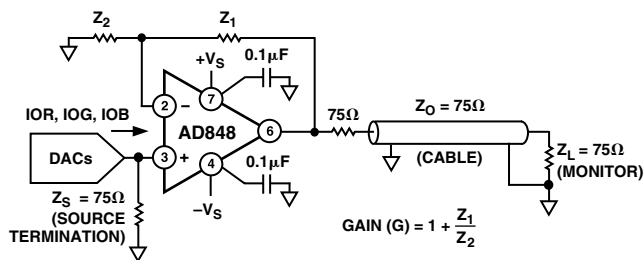 Z2
Z1
+VS
0.1µF
7
IOR, IOG, IOB
2
−
AD848
6
75Ω
ZO = 75Ω
(CABLE)
DACs
3
+
4
0.1µF
ZL = 75Ω
(MONITOR)
ZS = 75Ω
(SOURCE
TERMINATION)
−VS
GAIN (G) = 1 + Z1/Z2